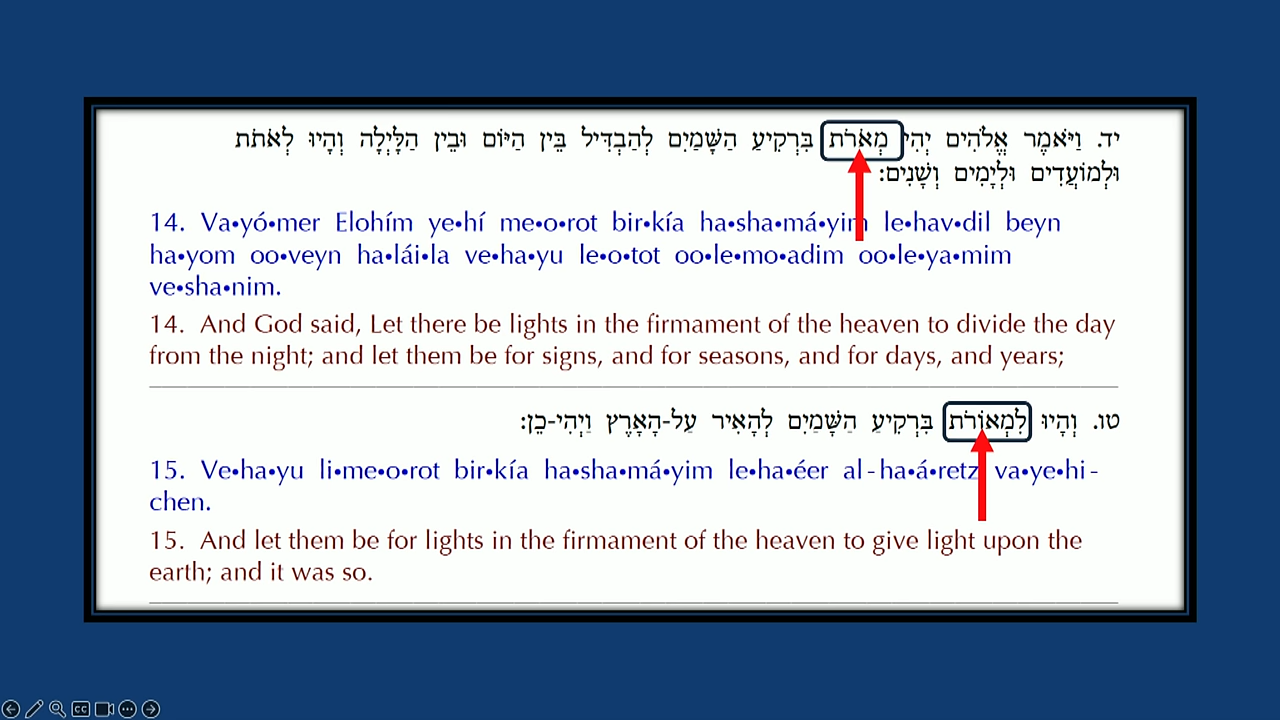 יד. וַיֹּאמֶר אֱלֹהִים יְהִי מְאֹרֹת בִּרְקִיעַ הַשָּׁמַיִם לְהַבְדִּיל בֵּין הַיּוֹם וּבֵין הַלָּיְלָה וְהָיוּ לְאֹתֹת
וּלְמוֹעֲדִים וּלְיָמִים וְשָׁנִים:
14. Va•yó•mer Elohím ye•hí me•o•rot bir•kía ha•sha•má•yim le•hav•dil beyn
ha•yom oo•veyn ha•lái•la ve•ha•yu le•o•tot oo•le•mo•adim oo•le•ya•mim
ve•sha•nim.
14. And God said, Let there be lights in the firmament of the heaven to divide the day
from the night; and let them be for signs, and for seasons, and for days, and years;
טו. וְהָיוּ לִמְאוֹרֹת בִּרְקִיעַ הַשָּׁמַיִם לְהָאִיר עַל-הָאָרֶץ וַיְהִי-כֵן:
15. Ve•ha•yu li•me•o•rot bir•kía ha•sha•má•yim le•ha•éer al-ha•á•retz va•ye•hi-
chen.
15. And let them be for lights in the firmament of the heaven to give light upon the
earth; and it was so.
CC